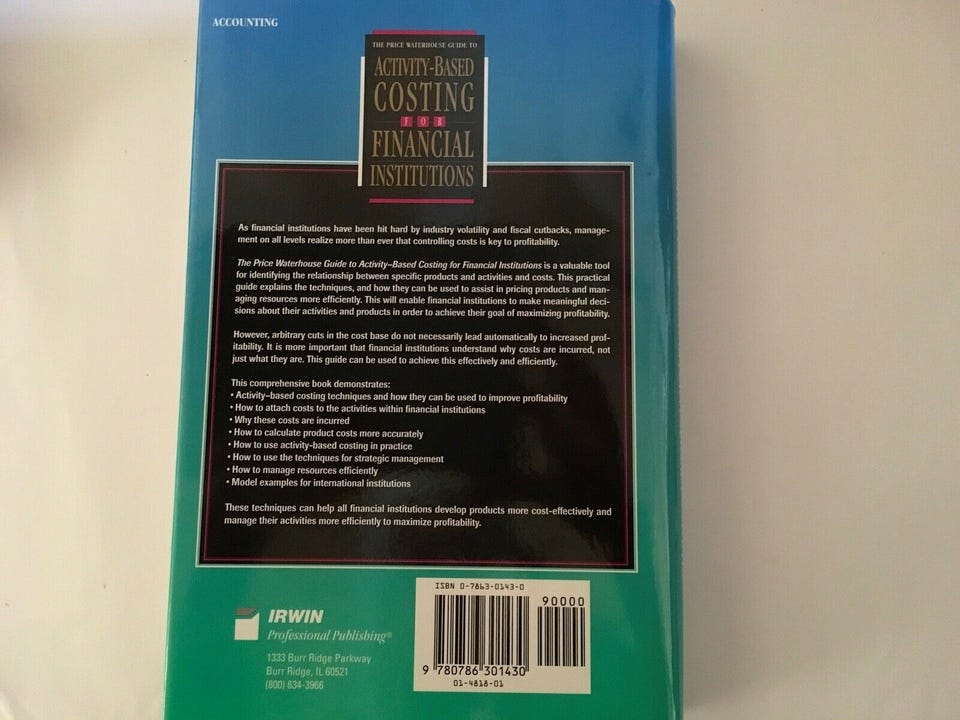 ACCOUNTING
THE PRICE WATERHOUSE GUIDE TO
ACTIVITY-BASED
COSTING
FOR
FINANCIAL
INSTITUTIONS
As financial institutions have been hit hard by industry volatility and fiscal cutbacks, manage-
ment on all levels realize more than ever that controlling costs is key to profitability.
The Price Waterhouse Guide to Activity-Based Costing for Financial Institutions is a valuable tool
for identifying the relationship between specific products and activities and costs. This practical
guide explains the techniques, and how they can be used to assist in pricing products and man-
aging resources more efficiently. This will enable financial institutions to make meaningful deci-
sions about their activities and products in order to achieve their goal of maximizing profitability.
However, arbitrary cuts in the cost base do not necessarily lead automatically to increased prof-
itability. It is more important that financial institutions understand why costs are incurred, not
just what they are. This guide can be used to achieve this effectively and efficiently.
This comprehensive book demonstrates:
• Activity-based costing techniques and how they can be used to improve profitability
• How to attach costs to the activities within financial institutions
• Why these costs are incurred
• How to calculate product costs more accurately
• How to use activity-based costing in practice
• How to use the techniques for strategic management
• How to manage resources efficiently
• Model examples for international institutions
These techniques can help all financial institutions develop products more cost-effectively and
manage their activities more efficiently to maximize profitability.
IRWIN
Professional Publishing®
1333 Burr Ridge Parkway
Burr Ridge, IL 60521
(800) 634-3966
ISBN 0-7863-0143-0
90000
9 780786 301430
01-4818-01